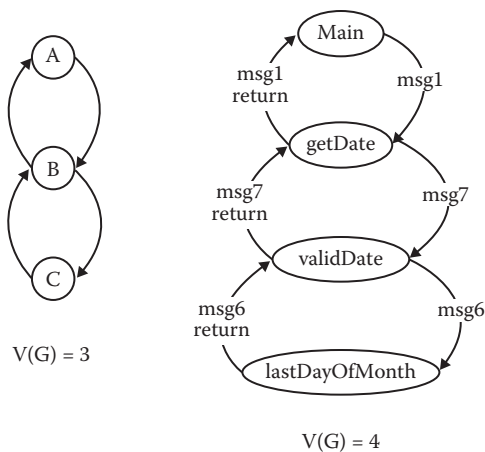 A
B
C
V(G) = 3
Main
msg1
return
msg1
getDate
msg7
return
msg7
validDate
msg6
return
msg6
lastDayOfMonth
V(G) = 4